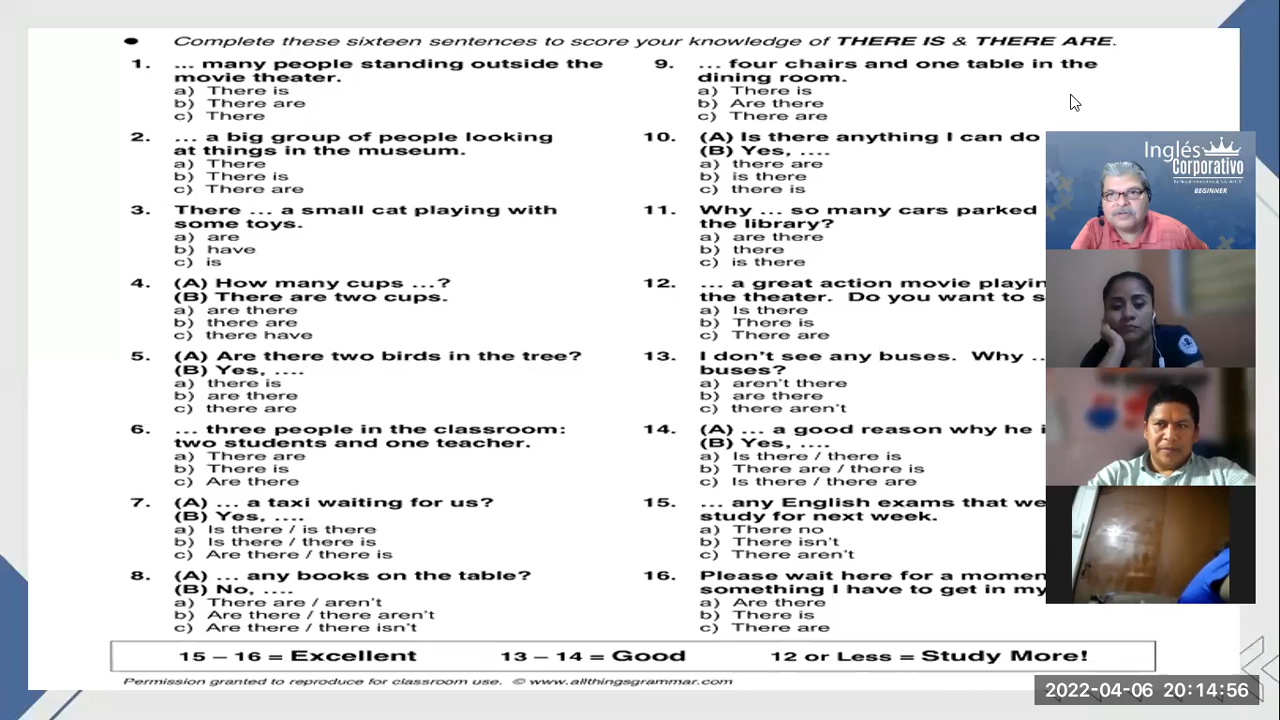 • Complete these sixteen sentences to score your knowledge of THERE IS & THERE ARE.
1. ... many people standing outside the
movie theater.
a) There is
b) There are
c) There
2. ... a big group of people looking
at things in the museum.
a) There
b) There is
c) There are
3. There ... a small cat playing with
some toys.
a) are
b) have
c) is
4. (A) How many cups ...?
(B) There are two cups.
a) are there
b) there are
c) there have
5. (A) Are there two birds in the tree?
(B) Yes, ....
a) there is
b) are there
c) there are
6. ... three people in the classroom:
two students and one teacher.
a) There are
b) There is
c) Are there
7. (A) ... a taxi waiting for us?
(B) Yes, ....
a) Is there / is there
b) Is there / there is
c) Are there / there is
8. (A) ... any books on the table?
(B) No, ....
a) There are / aren't
b) Are there / there aren't
c) Are there / there isn't
9. ... four chairs and one table in the
dining room.
a) There is
b) Are there
c) There are
10. (A) Is there anything I can do
(B) Yes, ....
a) there are
b) is there
c) there is
11. Why ... so many cars parked
the library?
a) are there
b) there
c) is there
12. ... a great action movie playin
the theater. Do you want to s
a) Is there
b) There is
c) There are
13. I don't see any buses. Why ..
buses?
a) aren't there
b) are there
c) there aren't
14. (A) ... a good reason why he i
(B) Yes, ....
a) Is there / there is
b) There are / there is
c) Is there / there are
15. ... any English exams that we
study for next week.
a) There no
b) There isn't
c) There aren't
16. Please wait here for a momen
something I have to get in my
a) Are there
b) There is
c) There are
15 – 16 = Excellent 13 – 14 = Good 12 or Less = Study More!
Permission granted to reproduce for classroom use. © www.allthingsgrammar.com
Inglés
Corporativo
BEGINNER
2022-04-06 20:14:56